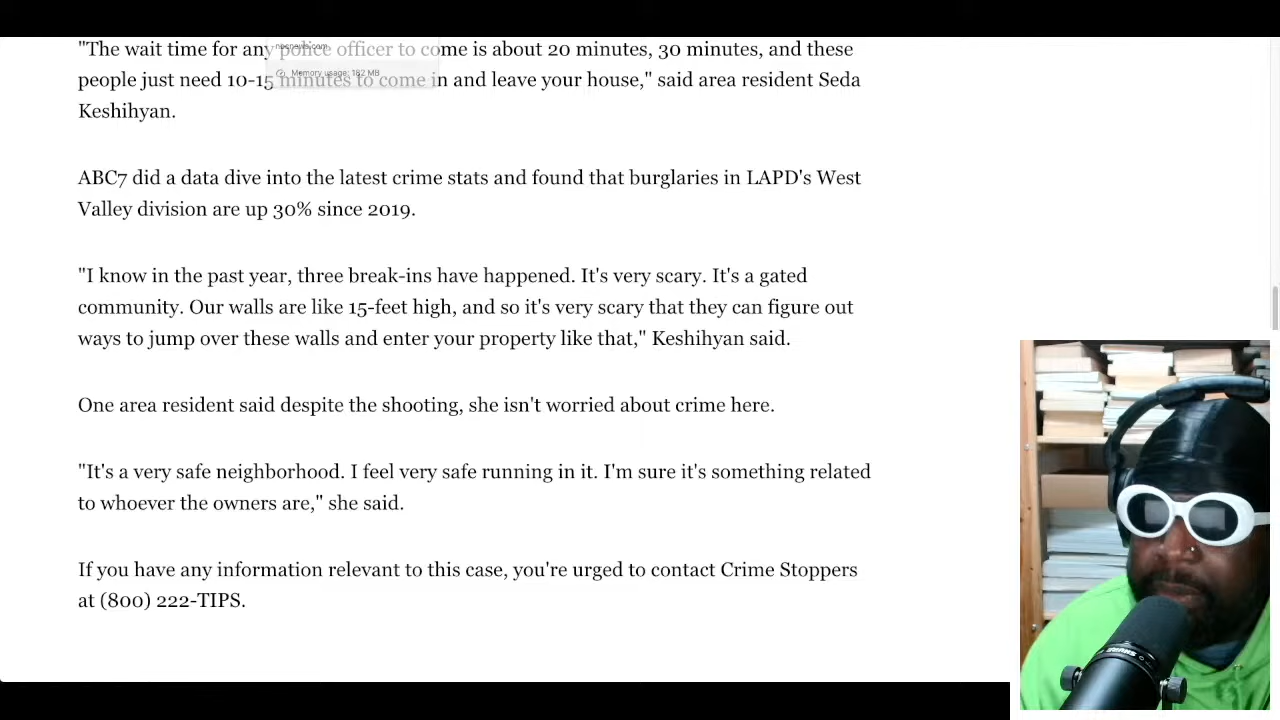 "The wait time for any police officer to come is about 20 minutes, 30 minutes, and these
nbcnews.com
people just need 10-15 minutes to come in and leave your house," said area resident Seda
Memory usage: 182 MB
Keshihyan.
ABC7 did a data dive into the latest crime stats and found that burglaries in LAPD's West
Valley division are up 30% since 2019.
"I know in the past year, three break-ins have happened. It's very scary. It's a gated
community. Our walls are like 15-feet high, and so it's very scary that they can figure out
ways to jump over these walls and enter your property like that," Keshihyan said.
One area resident said despite the shooting, she isn't worried about crime here.
"It's a very safe neighborhood. I feel very safe running in it. I'm sure it's something related
to whoever the owners are," she said.
If you have any information relevant to this case, you're urged to contact Crime Stoppers
at (800) 222-TIPS.
SHURE